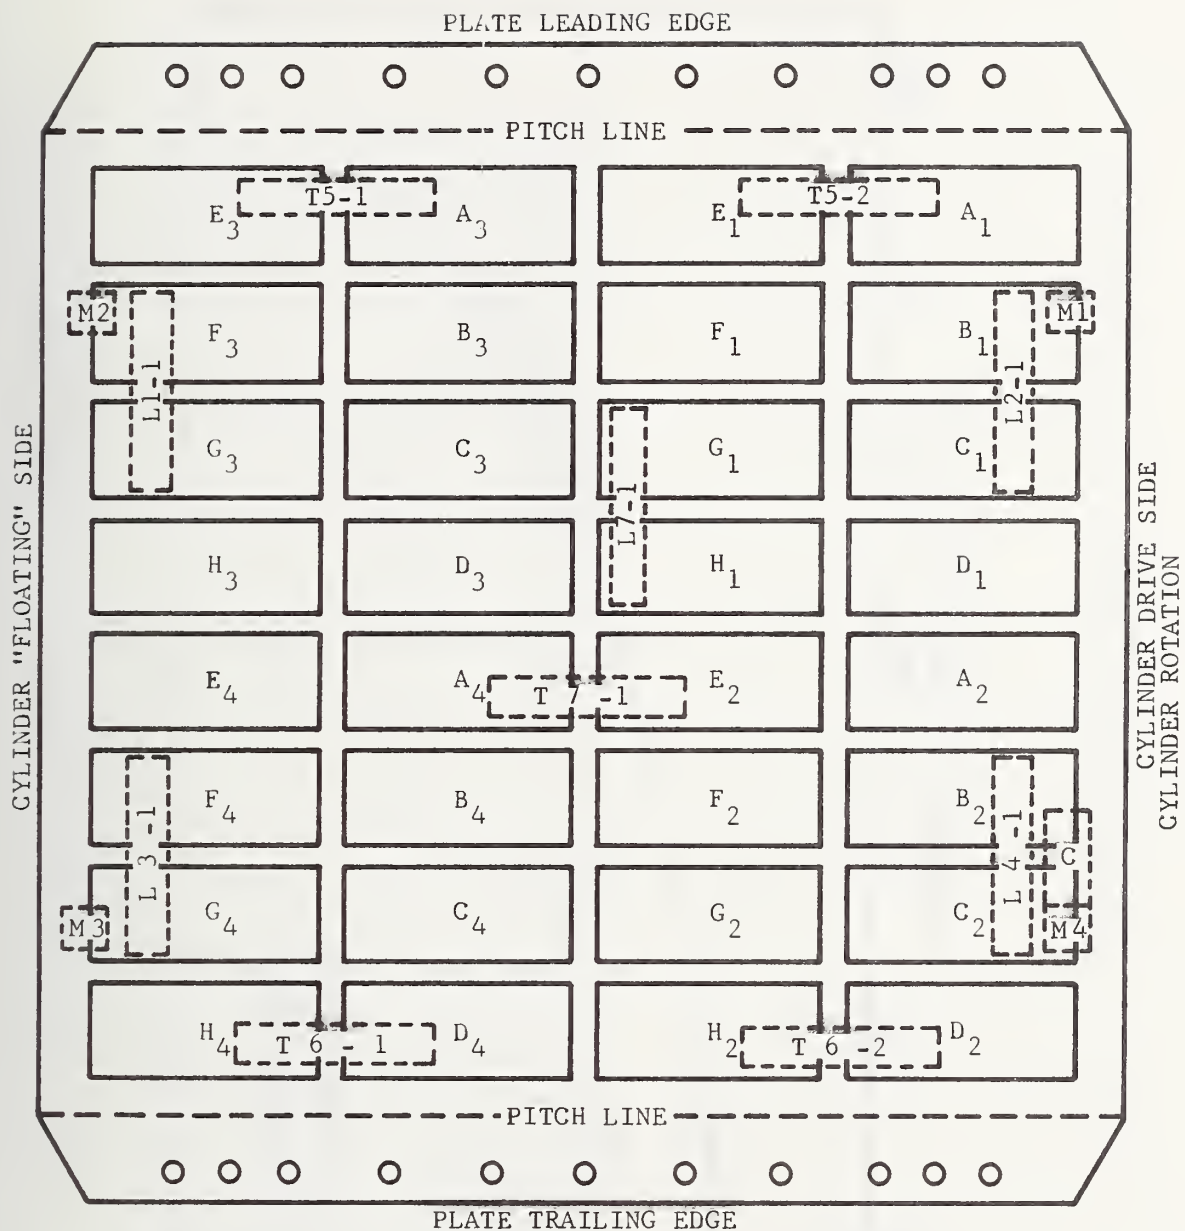 PLATE LEADING EDGE
PITCH LINE
E3 T5-1 A3 E1 T5-2 A1
M2 F3 B3 F1 B1 M1
L1-1 L2-1
G3 C3 G1 C1
L7-1
H3 D3 H1 D1
E4 A4 T 7 -1 E2 A2
F4 B4 F2 B2
L 3 -1 L 4 -1 C
M3 G4 C4 G2 C2 M4
H4 T 6 - 1 D4 H2 T 6 -2 D2
PITCH LINE
PLATE TRAILING EDGE
CYLINDER "FLOATING" SIDE
CYLINDER DRIVE SIDE
CYLINDER ROTATION